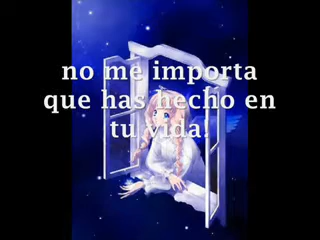 no me importa
que has hecho en
tu vida.